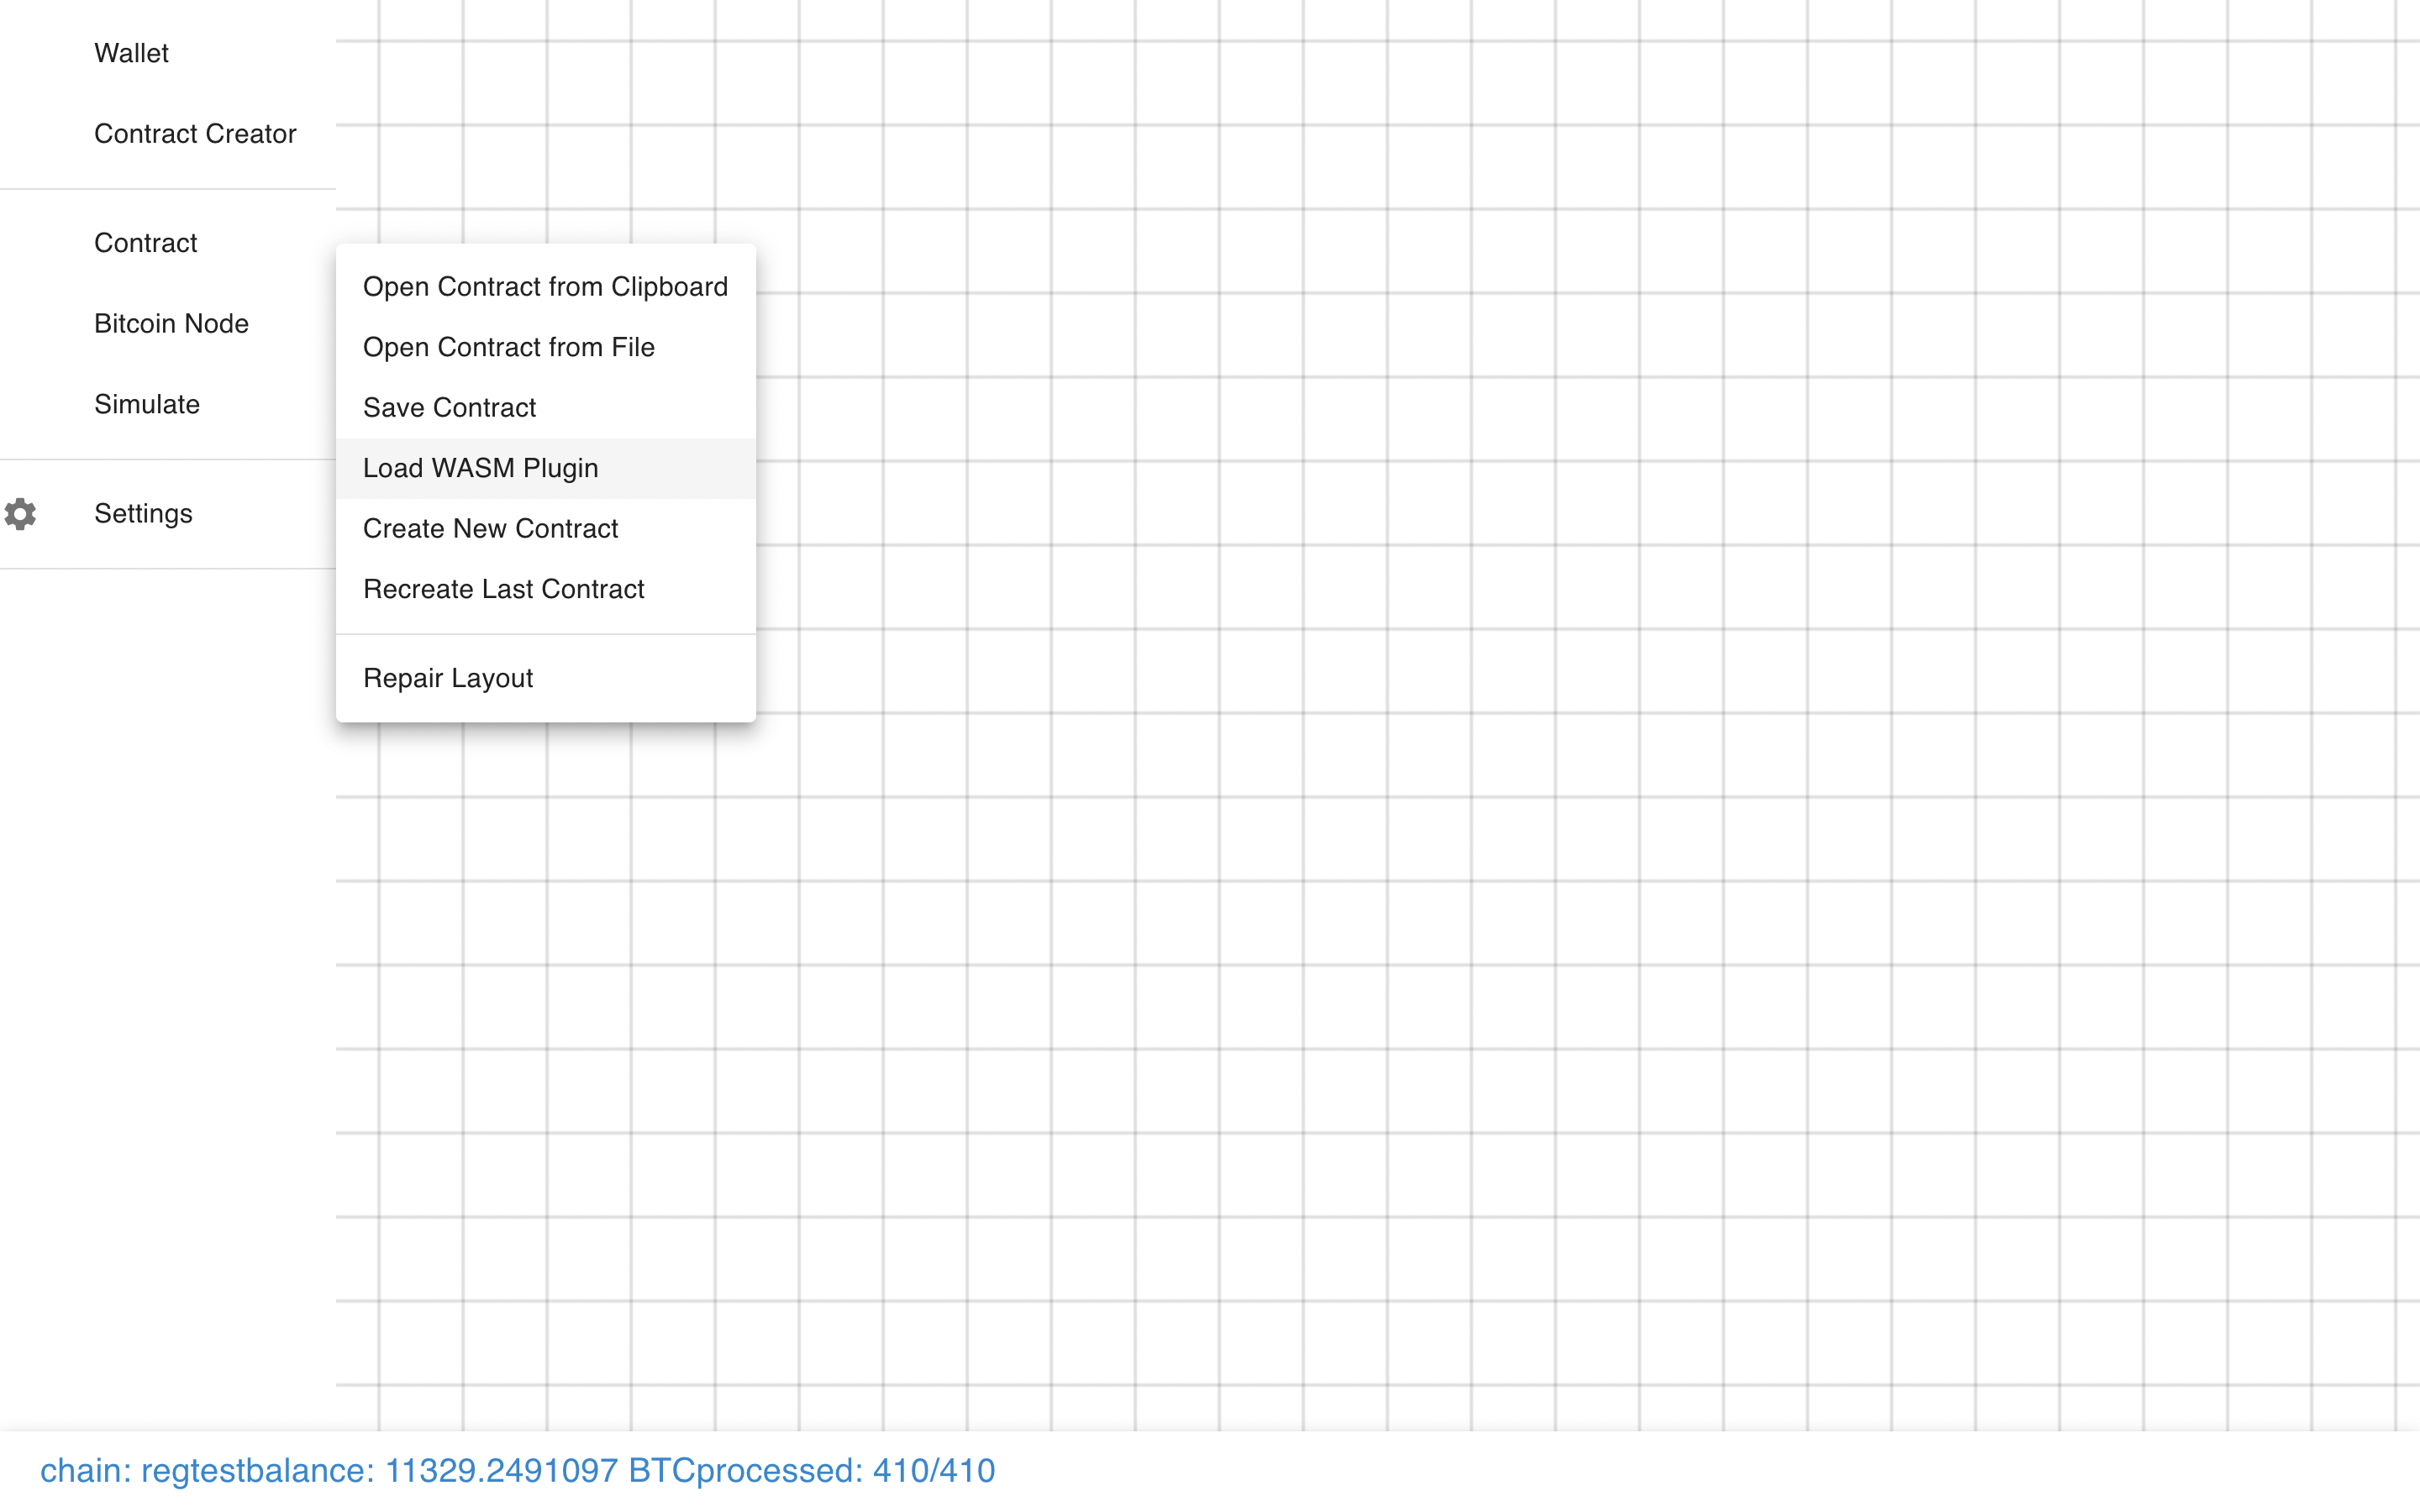 Wallet
Contract Creator
Contract
Bitcoin Node
Simulate
Settings
Open Contract from Clipboard
Open Contract from File
Save Contract
Load WASM Plugin
Create New Contract
Recreate Last Contract
Repair Layout
chain: regtestbalance: 11329.2491097 BTCprocessed: 410/410